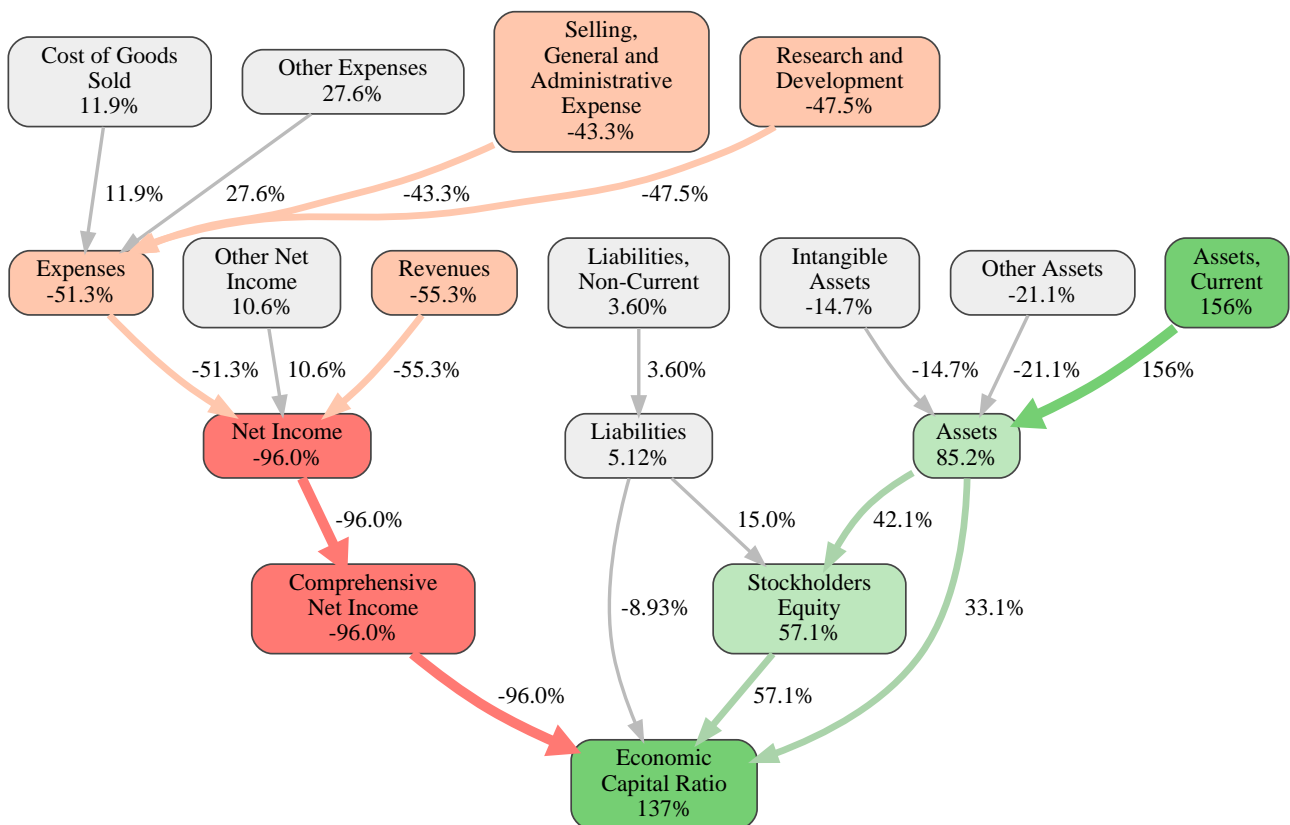 Cost of Goods
Sold
11.9%
Other Expenses
27.6%
Selling,
General and
Administrative
Expense
-43.3%
Research and
Development
-47.5%
11.9%
27.6%
-43.3%
-47.5%
Expenses
-51.3%
Other Net
Income
10.6%
Revenues
-55.3%
Liabilities,
Non-Current
3.60%
Intangible
Assets
-14.7%
Other Assets
-21.1%
Assets,
Current
156%
-51.3%
10.6%
-55.3%
3.60%
-14.7%
-21.1%
156%
Net Income
-96.0%
Liabilities
5.12%
Assets
85.2%
-96.0%
15.0%
42.1%
Comprehensive
Net Income
-96.0%
-8.93%
Stockholders
Equity
57.1%
33.1%
-96.0%
57.1%
Economic
Capital Ratio
137%